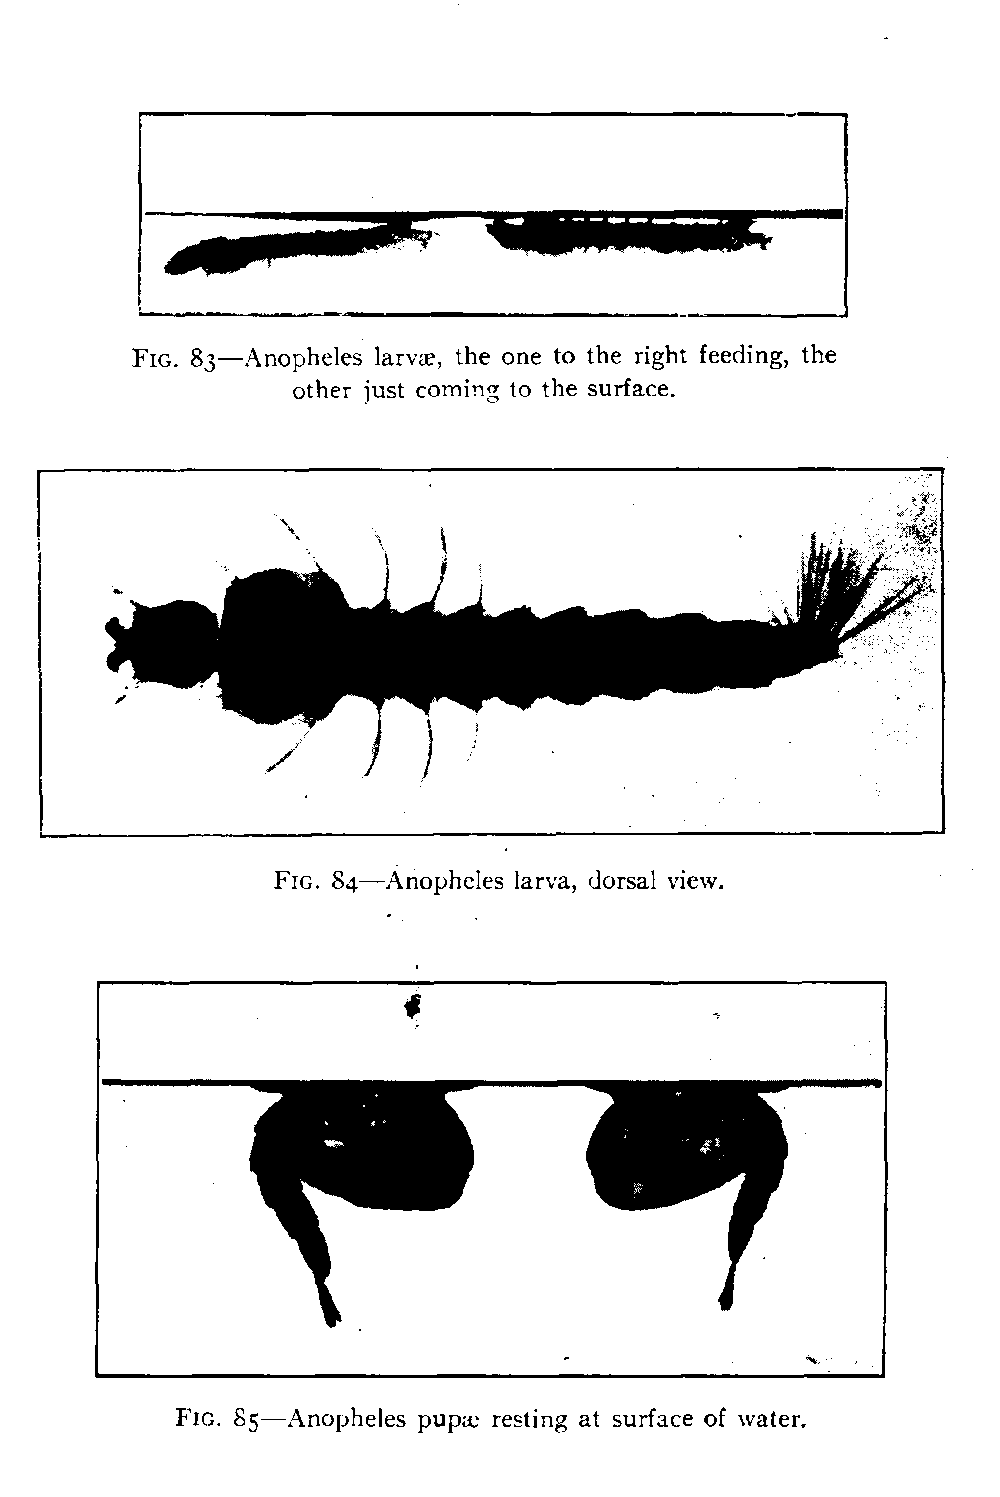 FIG. 83—Anopheles larvæ, the one to the right feeding, the
other just coming to the surface.
FIG. 84—Anopheles larva, dorsal view.
FIG. 85—Anopheles pupæ resting at surface of water.